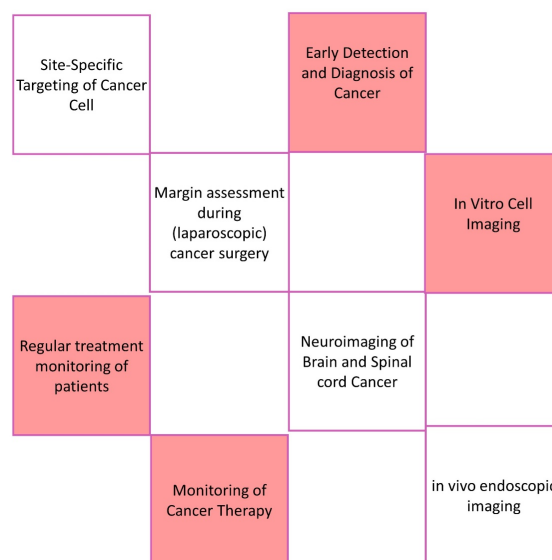 Site-Specific
Targeting of Cancer
Cell
Early Detection
and Diagnosis of
Cancer
Margin assessment
during
(laparoscopic)
cancer surgery
In Vitro Cell
Imaging
Regular treatment
monitoring of
patients
Neuroimaging of
Brain and Spinal
cord Cancer
Monitoring of
Cancer Therapy
in vivo endoscopic
imaging